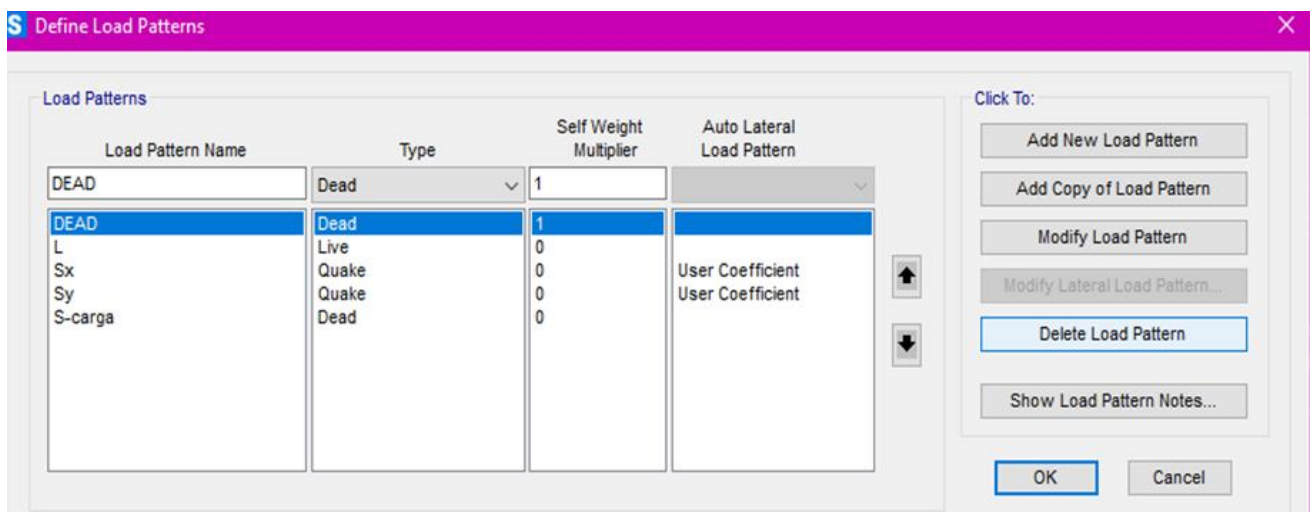 S Define Load Patterns
Load Patterns
Click To:
Load Pattern Name
Type
Self Weight
Multiplier
Auto Lateral
Load Pattern
DEAD Dead 1
DEAD Dead 1
L Live 0
Sx Quake 0 User Coefficient
Sy Quake 0 User Coefficient
S-carga Dead 0
Add New Load Pattern
Add Copy of Load Pattern
Modify Load Pattern
Modify Lateral Load Pattern...
Delete Load Pattern
Show Load Pattern Notes...
OK
Cancel